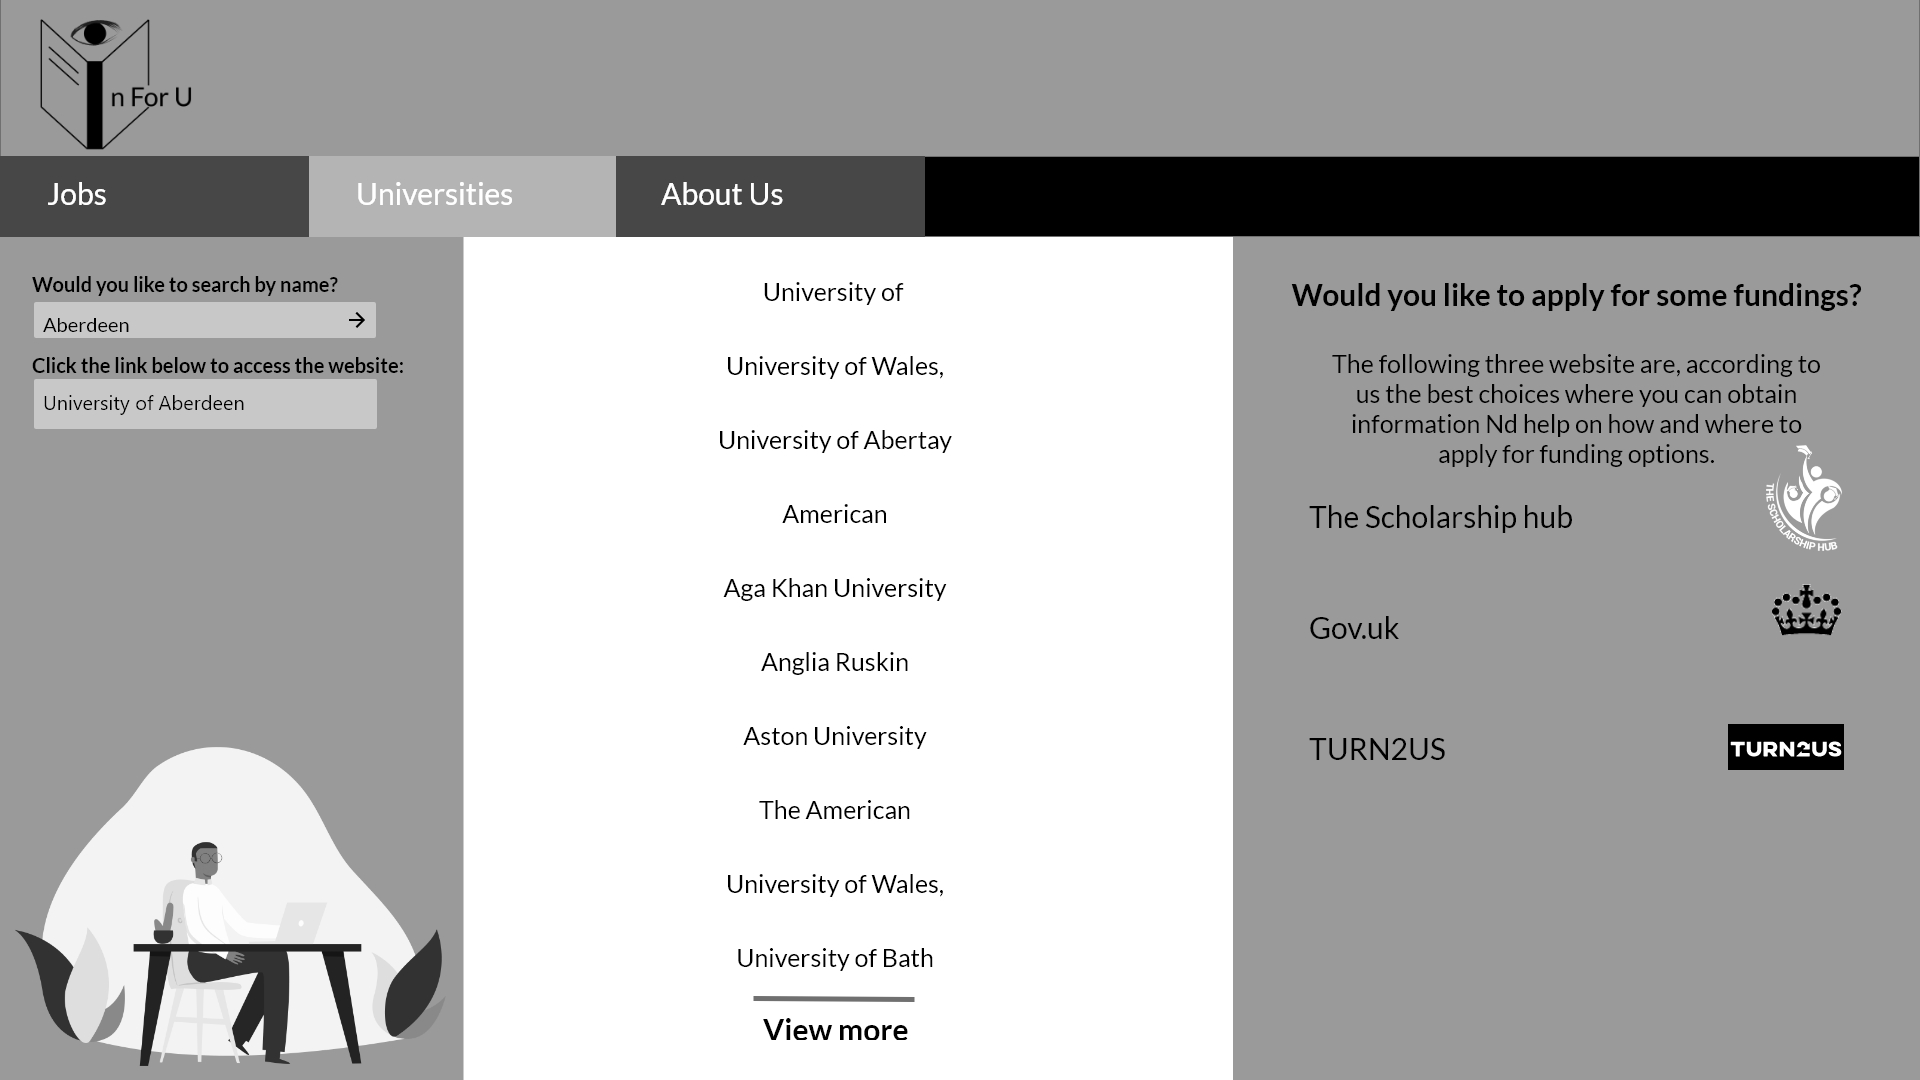 n For U
Jobs
Universities
About Us
Would you like to search by name?
Aberdeen
Click the link below to access the website:
University of Aberdeen
University of
University of Wales,
University of Abertay
American
Aga Khan University
Anglia Ruskin
Aston University
The American
University of Wales,
University of Bath
View more
Would you like to apply for some fundings?
The following three website are, according to
us the best choices where you can obtain
information Nd help on how and where to
apply for funding options.
The Scholarship hub
THE SCHOLARSHIP HUB
Gov.uk
TURN2US
TURN2US